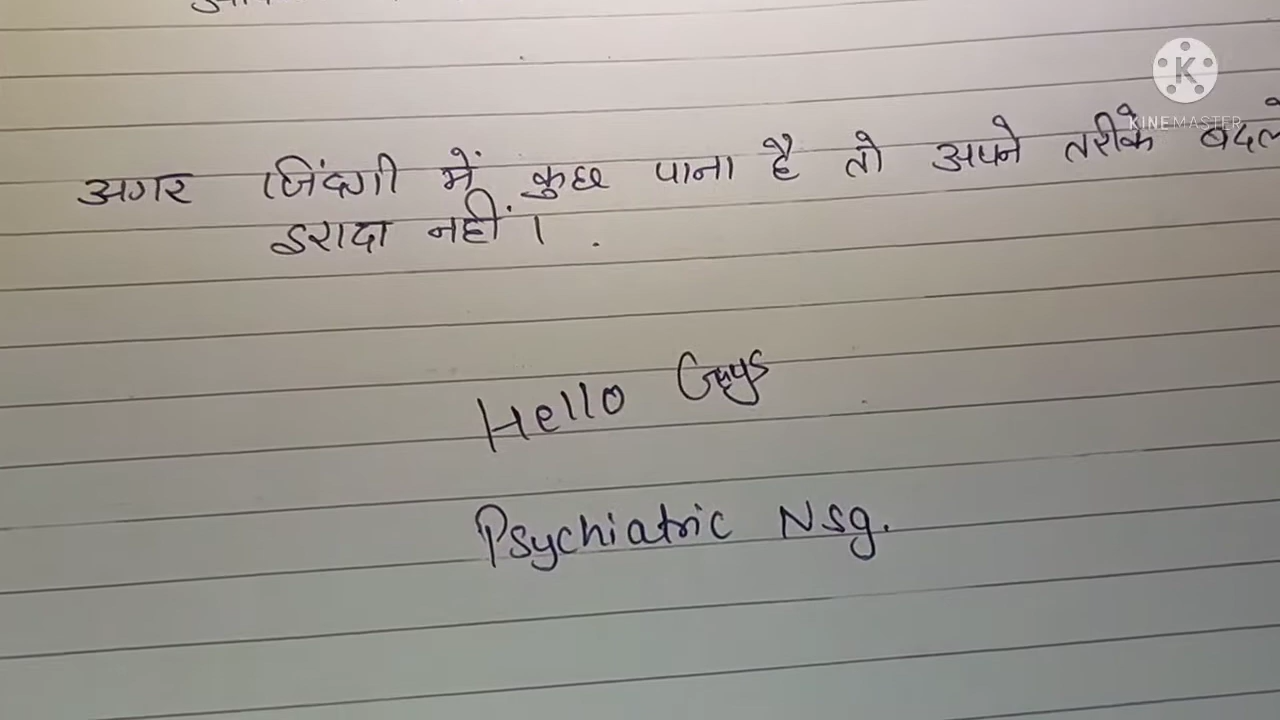 K
KINEMASTER
अगर जिंदगी में कुछ पाना है तो अपने तरीके
इरादा नहीं ।
Hello Guys
Psychiatric Nsg.